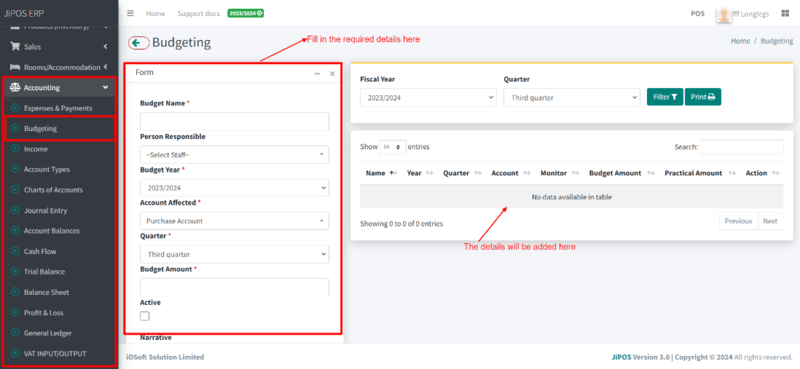 JiPOS ERP
Home
Support docs
2023/2024
POS
fff Longlegs
Products (Inventory)
Sales
Rooms/Accommodation
Accounting
Expenses & Payments
Budgeting
Income
Account Types
Charts of Accounts
Journal Entry
Account Balances
Cash Flow
Trial Balance
Balance Sheet
Profit & Loss
General Ledger
VAT INPUT/OUTPUT
Budgeting
Fill in the required details here
Home / Budgeting
Form
Budget Name *
Person Responsible
~Select Staff~
Budget Year *
2023/2024
Account Affected *
Purchase Account
Quarter *
Third quarter
Budget Amount *
Active
Narrative
Fiscal Year
2023/2024
Quarter
Third quarter
Filter
Print
Show 10 entries
Search:
Name Year Quarter Account Monitor Budget Amount Practical Amount Action
No data available in table
Showing 0 to 0 of 0 entries
Previous Next
The details will be added here
iOSoft Solution Limited
JiPOS Version 3.0 | Copyright © 2024 All rights reserved.